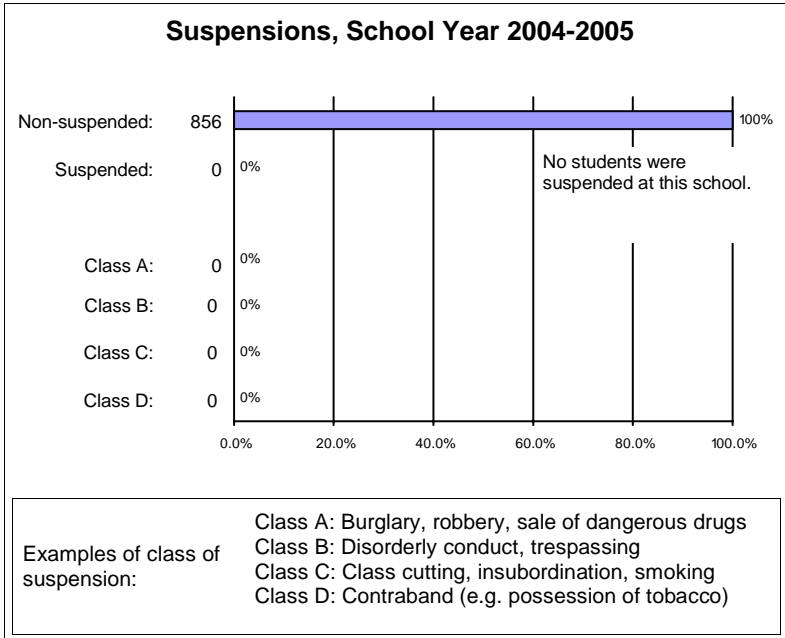 Suspensions, School Year 2004-2005
Non-suspended: 856 100%
Suspended: 0 0%
No students were
suspended at this school.
Class A: 0 0%
Class B: 0 0%
Class C: 0 0%
Class D: 0 0%
0.0% 20.0% 40.0% 60.0% 80.0% 100.0%
Examples of class of
suspension:
Class A: Burglary, robbery, sale of dangerous drugs
Class B: Disorderly conduct, trespassing
Class C: Class cutting, insubordination, smoking
Class D: Contraband (e.g. possession of tobacco)